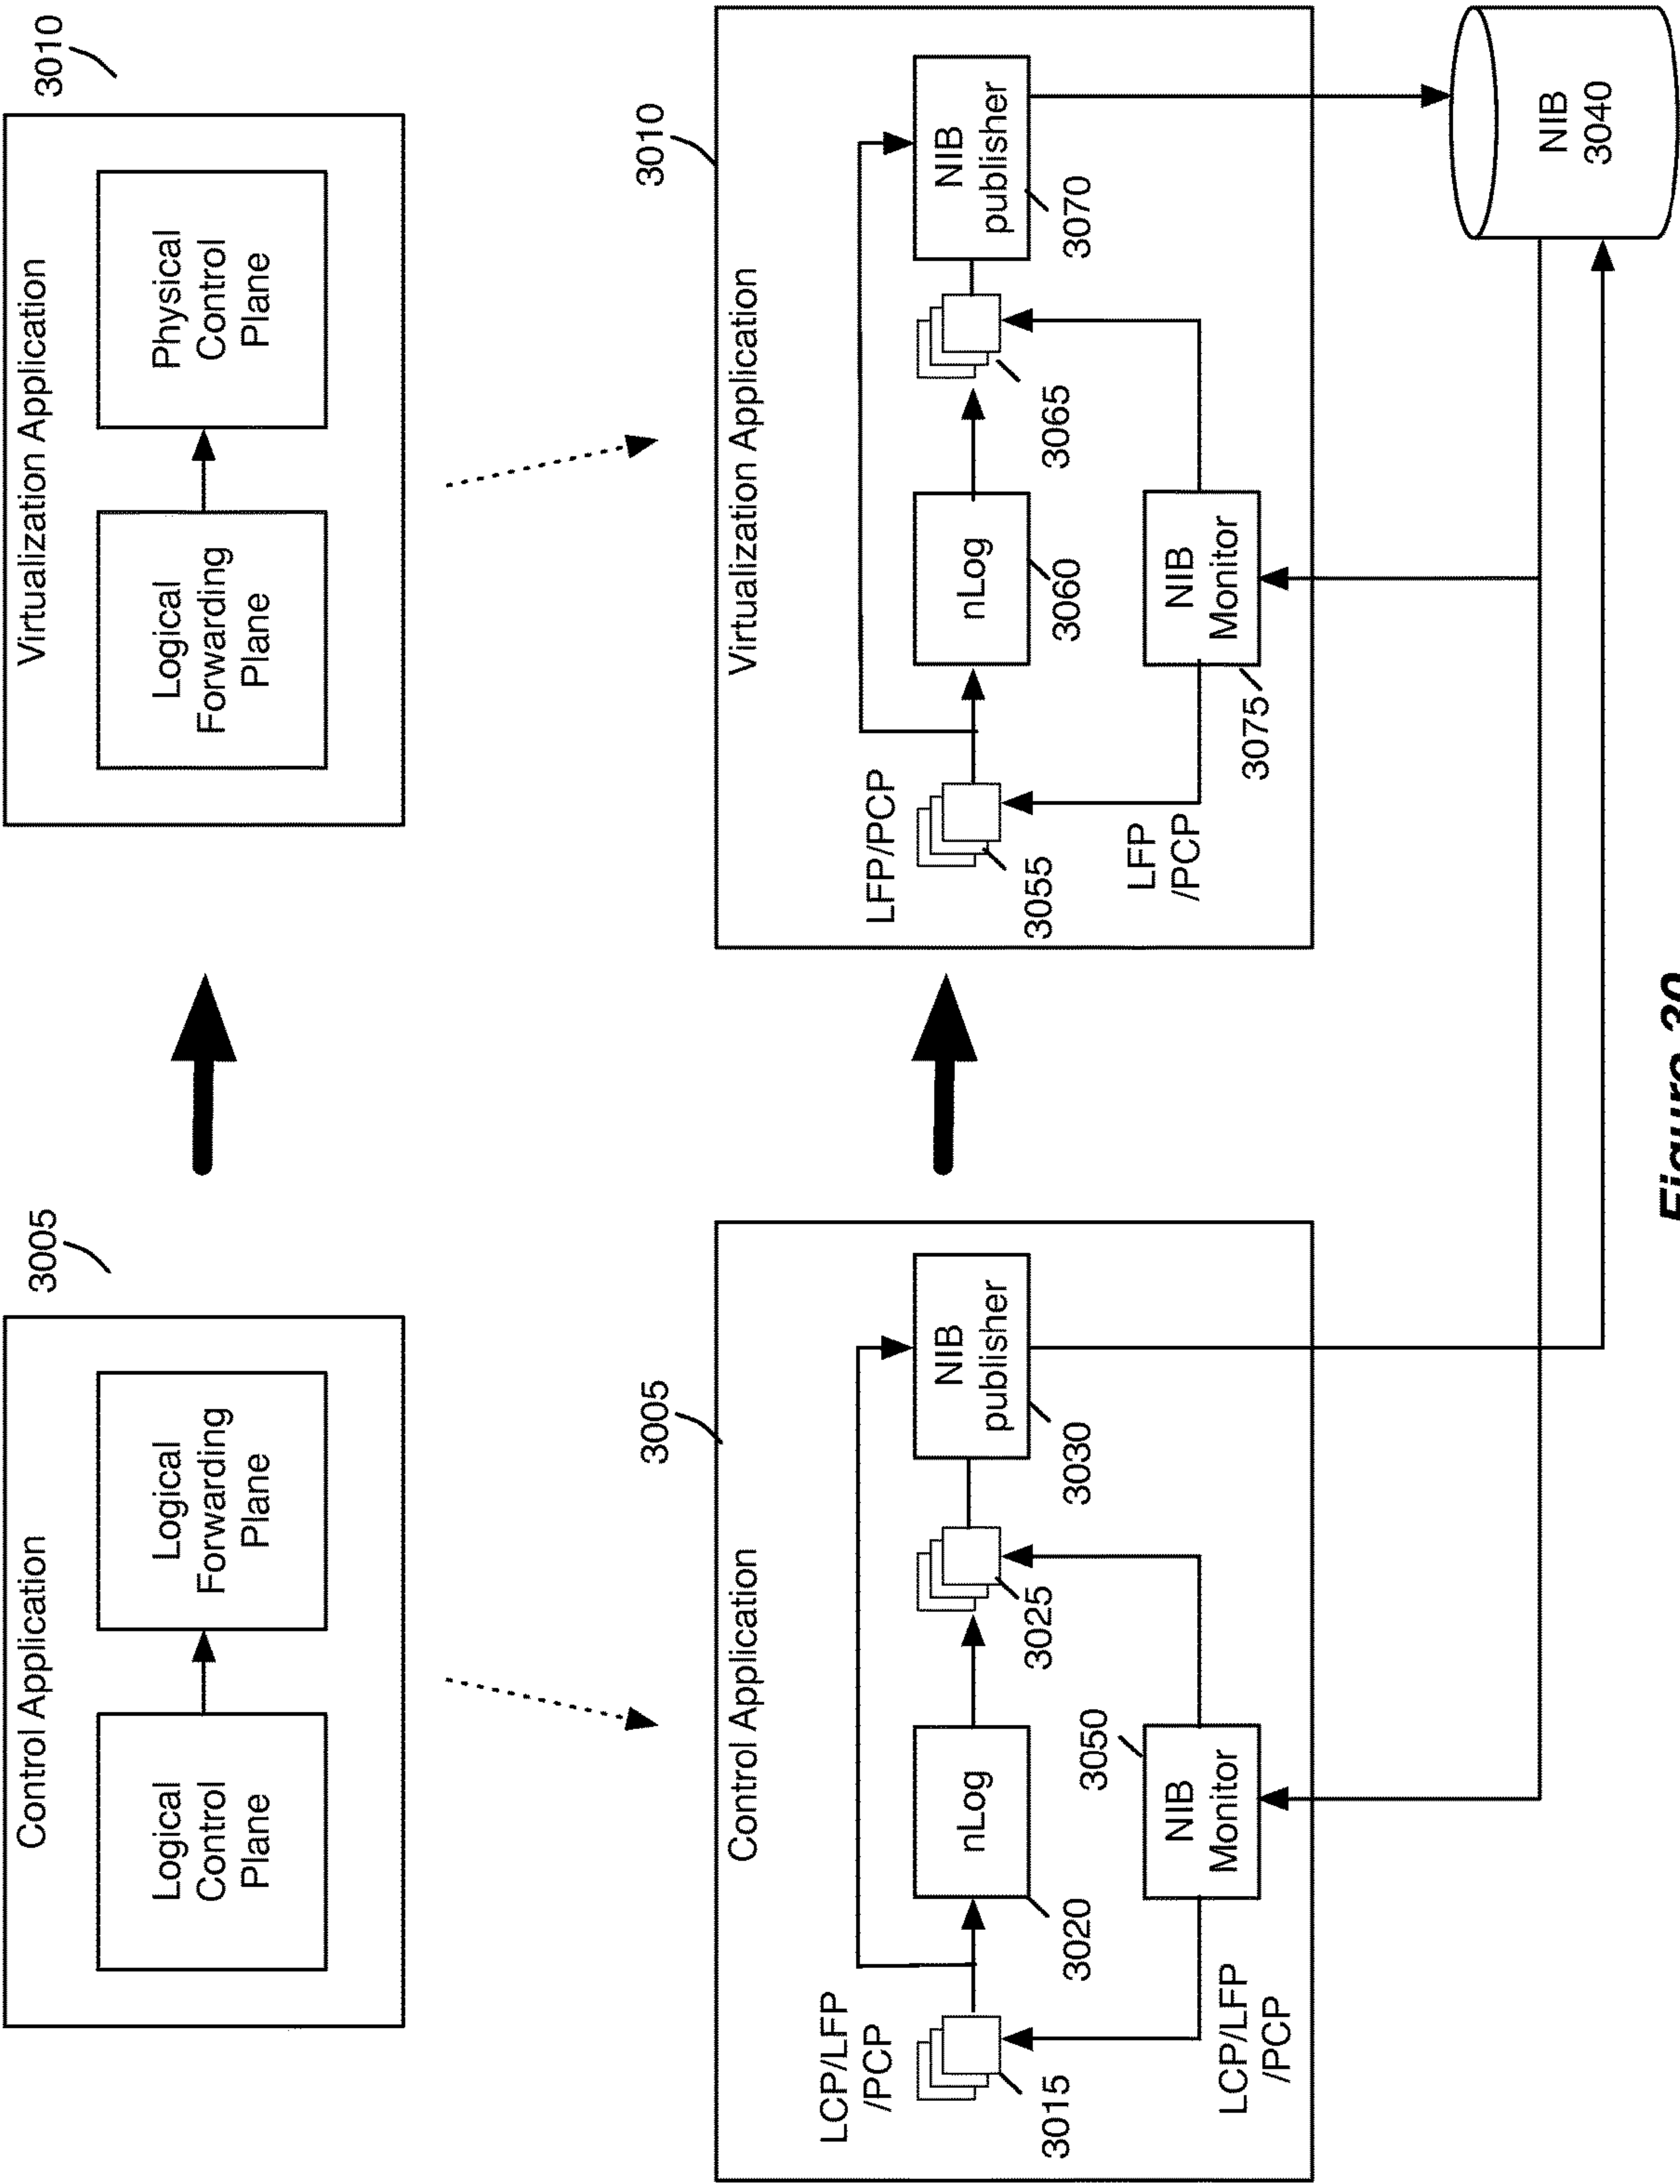 3005
Control Application
Logical
Control
Plane
Logical
Forwarding
Plane
3010
Virtualization Application
Logical
Forwarding
Plane
Physical
Control
Plane
3005
Control Application
LCP/LFP
/PCP
3015
nLog
3020
3025
NIB
publisher
3030
3050
NIB
Monitor
LCP/LFP
/PCP
3010
Virtualization Application
LFP/PCP
3055
nLog
3060
3065
NIB
publisher
3070
LFP
/PCP
NIB
Monitor
3075
NIB
3040
Figure 30